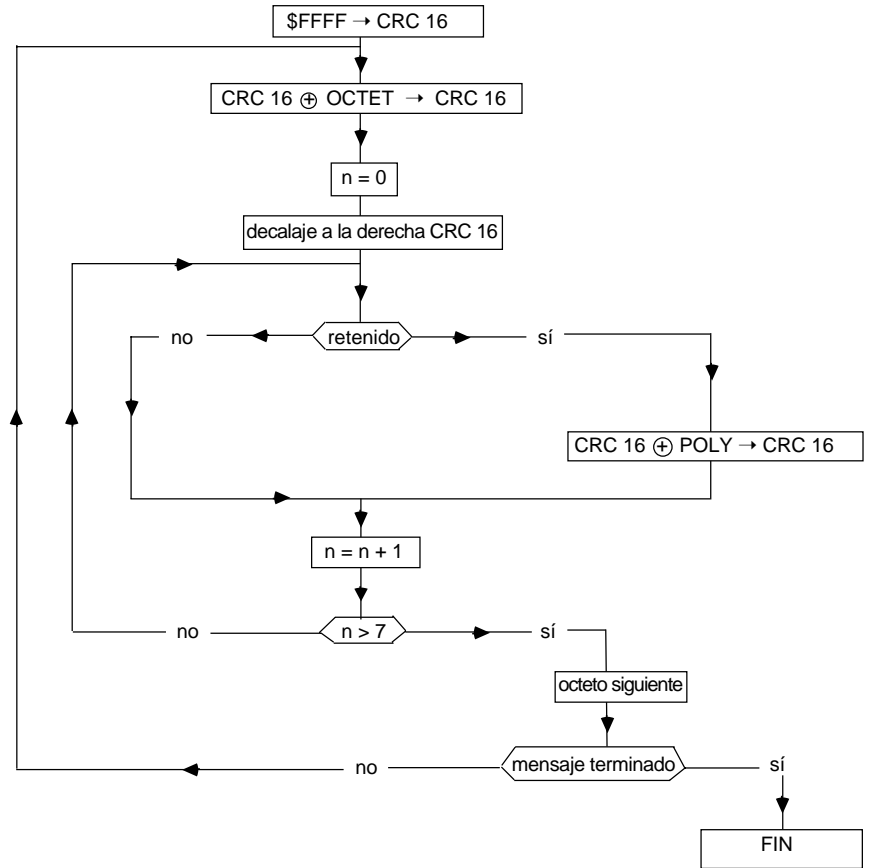 $FFFF → CRC 16
CRC 16 ⊕ OCTET → CRC 16
n = 0
decalaje a la derecha CRC 16
no
retenido
sí
CRC 16 ⊕ POLY → CRC 16
n = n + 1
no
n > 7
sí
octeto siguiente
no
mensaje terminado
sí
FIN